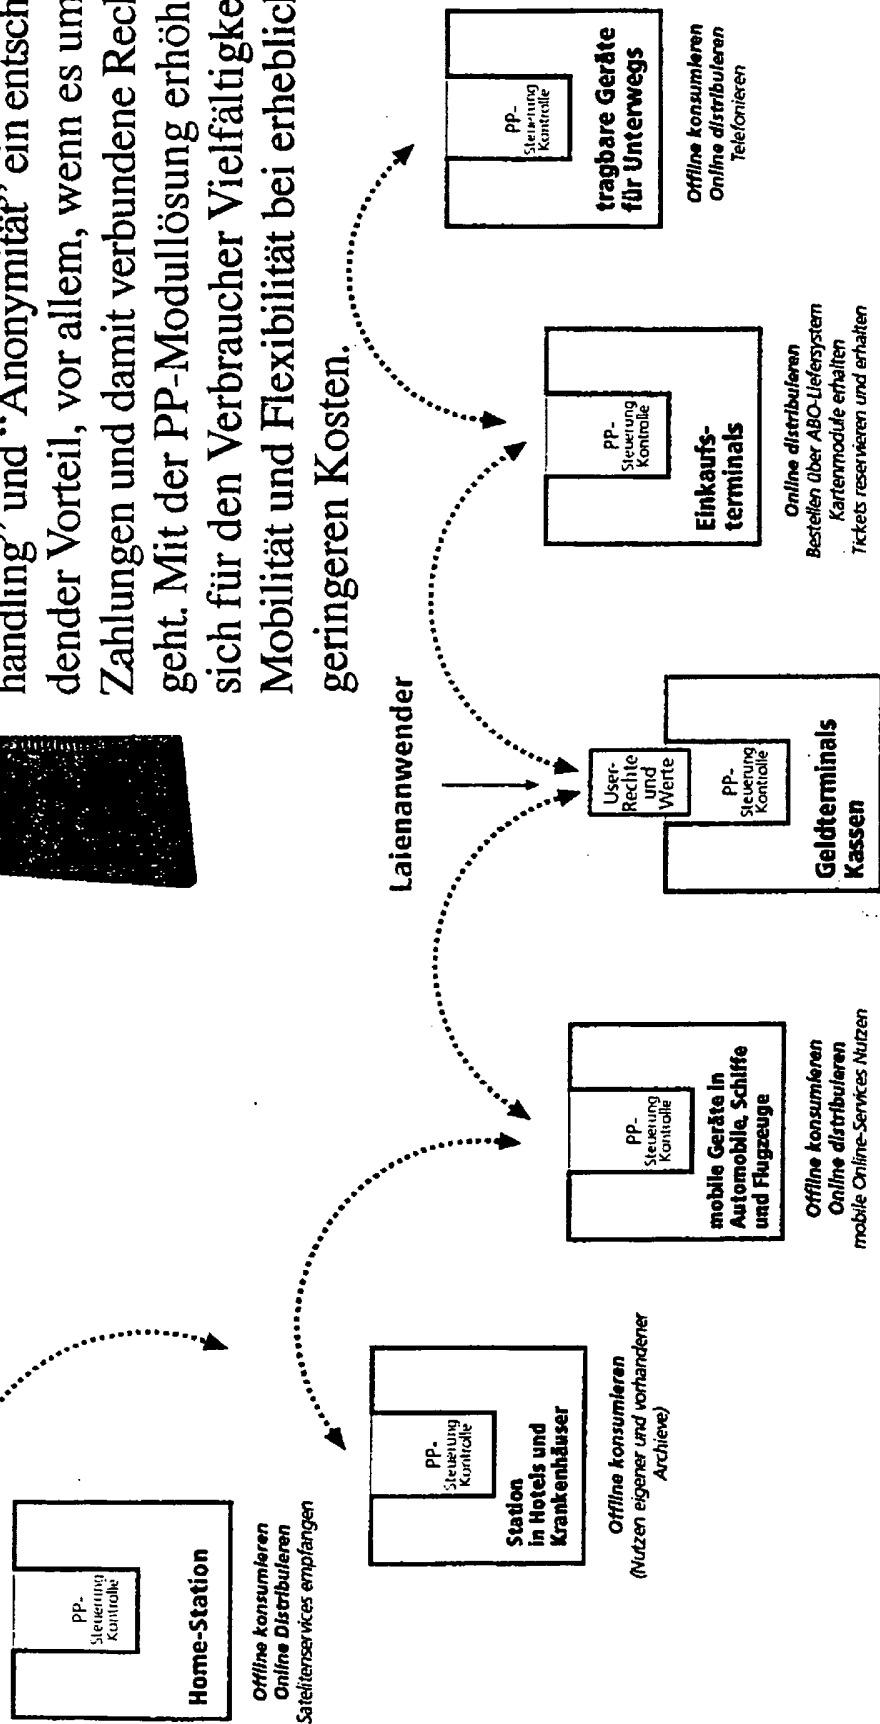 handling” und “Anonymität” ein entsch
dender Vorteil, vor allem, wenn es um
Zahlungen und damit verbundene Rech
geht. Mit der PP-Modullösung erhöh
sich für den Verbraucher Vielfältigke
Mobilität und Flexibilität bei erheblich
geringeren Kosten.
Laienanwender
PP-
Steuerung
Kontrolle
Home-Station
Offline konsumieren
Online Distribuieren
Satelitenservices empfangen
PP-
Steuerung
Kontrolle
Station
in Hotels und
Krankenhäuser
Offline konsumieren
(Nutzen eigener und vorhandener
Archieve)
PP-
Steuerung
Kontrolle
mobile Geräte in
Automobile, Schiffe
und Flugzeuge
Offline konsumieren
Online distribuieren
mobile Online-Services Nutzen
User-
Rechte
und
Werte
PP-
Steuerung
Kontrolle
Geldterminals
Kassen
PP-
Steuerung
Kontrolle
Einkaufs-
terminals
Online distribuieren
Bestellen über ABO-Liefersystem
Kartenmodule erhalten
Tickets reservieren und erhalten
PP-
Steuerung
Kontrolle
tragbare Geräte
für Unterwegs
Offline konsumieren
Online distribuieren
Telefonieren